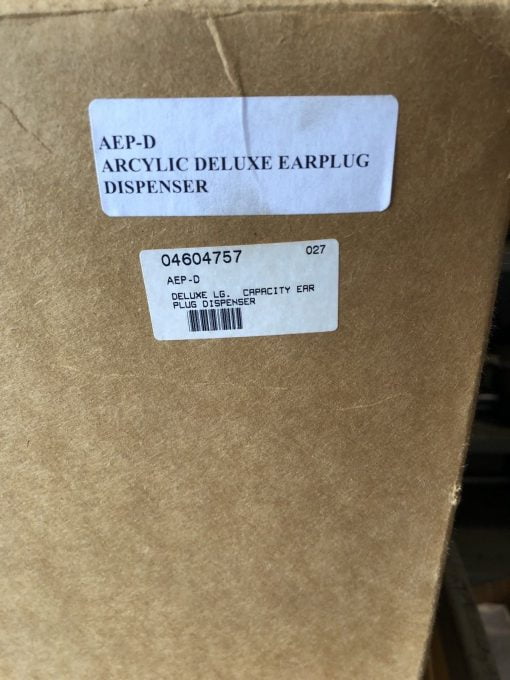 AEP-D
ARCYLIC DELUXE EARPLUG
DISPENSER
04604757 027
AEP-D
DELUXE LG. CAPACITY EAR
PLUG DISPENSER